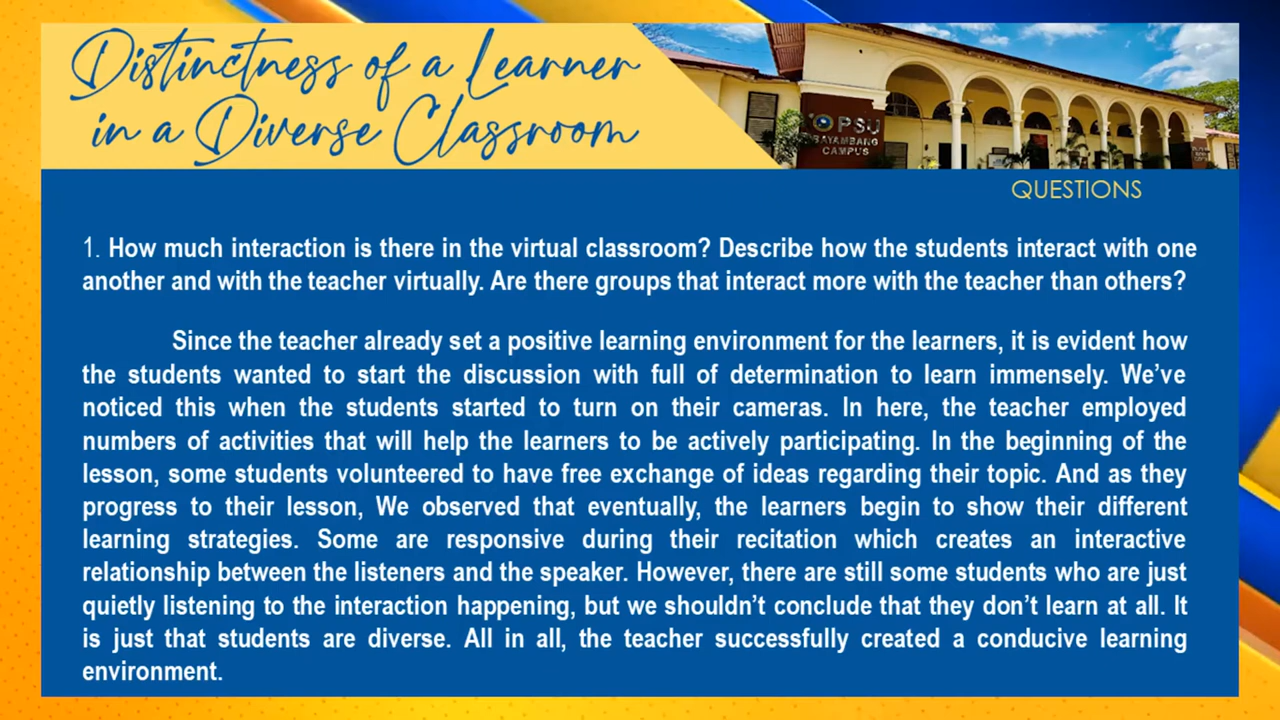 Distinctness of a Learner
in a Diverse Classroom
PSU
BAYAMBANG
CAMPUS
QUESTIONS
1. How much interaction is there in the virtual classroom? Describe how the students interact with one
another and with the teacher virtually. Are there groups that interact more with the teacher than others?
Since the teacher already set a positive learning environment for the learners, it is evident how
the students wanted to start the discussion with full of determination to learn immensely. We’ve
noticed this when the students started to turn on their cameras. In here, the teacher employed
numbers of activities that will help the learners to be actively participating. In the beginning of the
lesson, some students volunteered to have free exchange of ideas regarding their topic. And as they
progress to their lesson, We observed that eventually, the learners begin to show their different
learning strategies. Some are responsive during their recitation which creates an interactive
relationship between the listeners and the speaker. However, there are still some students who are just
quietly listening to the interaction happening, but we shouldn’t conclude that they don’t learn at all. It
is just that students are diverse. All in all, the teacher successfully created a conducive learning
environment.